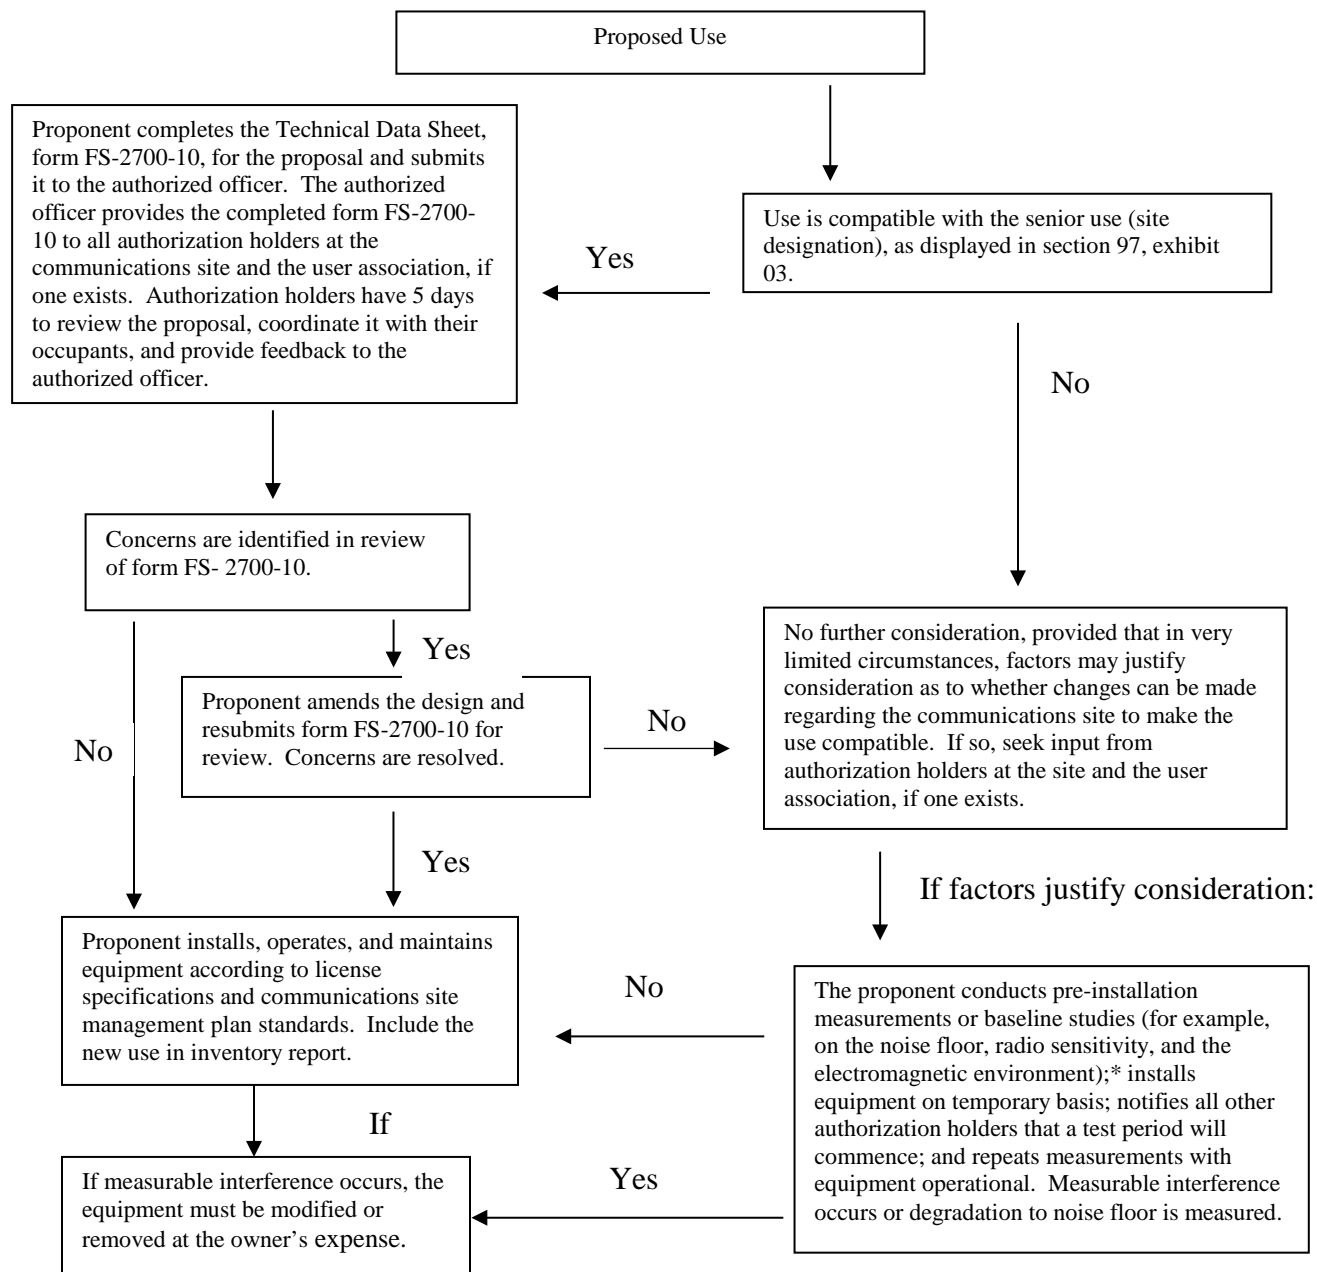 Proposed Use
Proponent completes the Technical Data Sheet,
form FS-2700-10, for the proposal and submits
it to the authorized officer.  The authorized
officer provides the completed form FS-2700-
10 to all authorization holders at the
communications site and the user association, if
one exists.  Authorization holders have 5 days
to review the proposal, coordinate it with their
occupants, and provide feedback to the
authorized officer.
Yes
Use is compatible with the senior use (site
designation), as displayed in section 97, exhibit
03.
No
Concerns are identified in review
of form FS- 2700-10.
Yes
No
Proponent amends the design and
resubmits form FS-2700-10 for
review.  Concerns are resolved.
No
No further consideration, provided that in very
limited circumstances, factors may justify
consideration as to whether changes can be made
regarding the communications site to make the
use compatible.  If so, seek input from
authorization holders at the site and the user
association, if one exists.
Yes
If factors justify consideration:
Proponent installs, operates, and maintains
equipment according to license
specifications and communications site
management plan standards.  Include the
new use in inventory report.
No
The proponent conducts pre-installation
measurements or baseline studies (for example,
on the noise floor, radio sensitivity, and the
electromagnetic environment);* installs
equipment on temporary basis; notifies all other
authorization holders that a test period will
commence; and repeats measurements with
equipment operational.  Measurable interference
occurs or degradation to noise floor is measured.
If
Yes
If measurable interference occurs, the
equipment must be modified or
removed at the owner's expense.